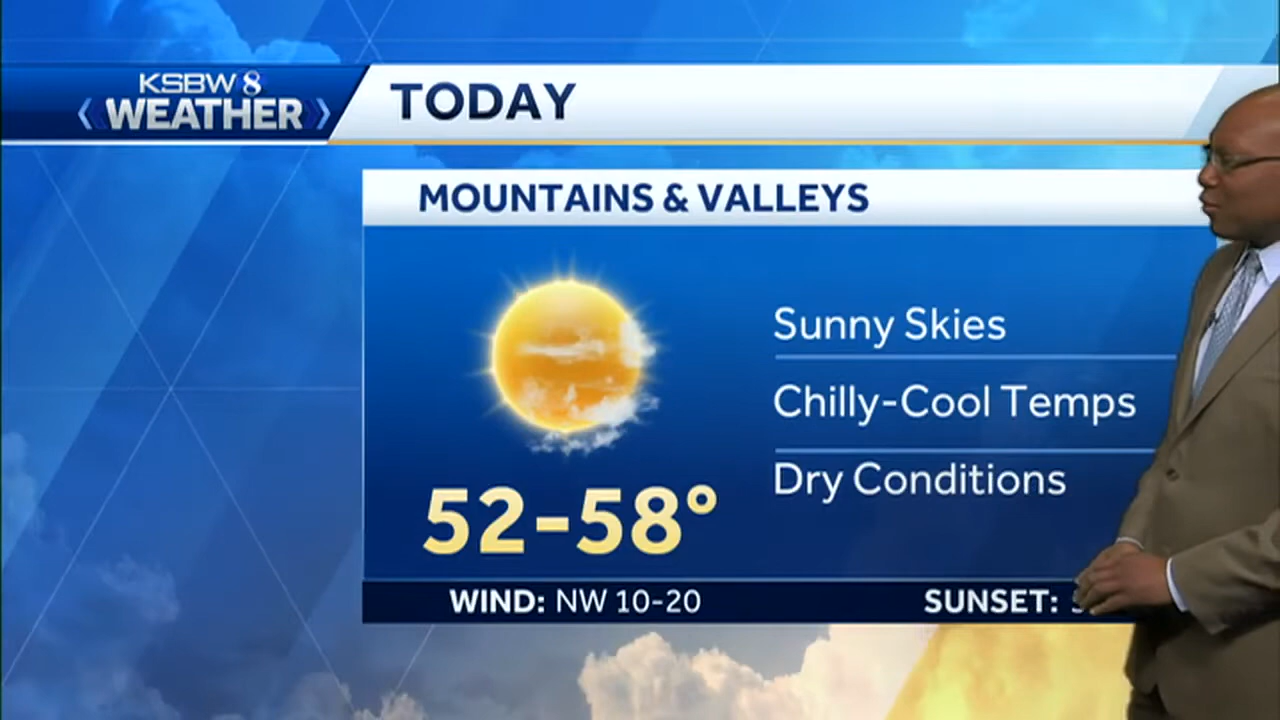 KSBW 8
WEATHER
TODAY
MOUNTAINS & VALLEYS
Sunny Skies
Chilly-Cool Temps
Dry Conditions
52-58°
WIND: NW 10-20
SUNSET: